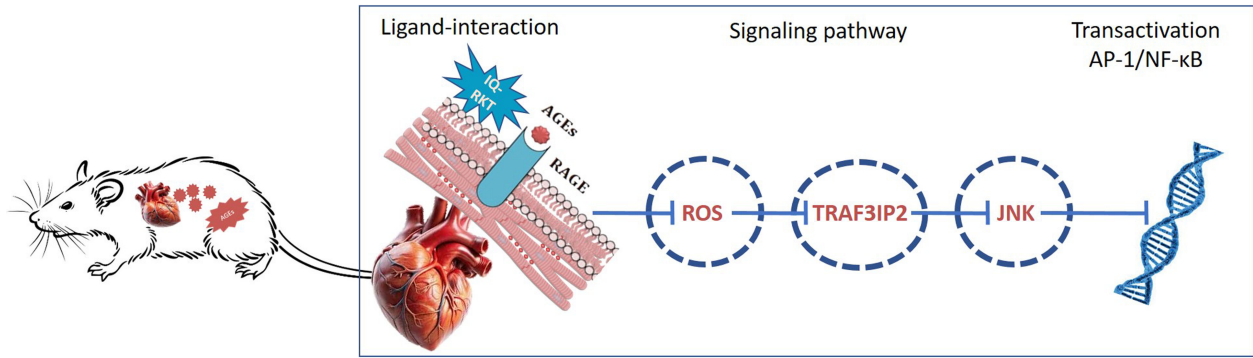 Ligand-interaction
Signaling pathway
Transactivation
AP-1/NF-κB
IQ-
RKT
AGEs
RAGE
AGEs
ROS
TRAF3IP2
JNK